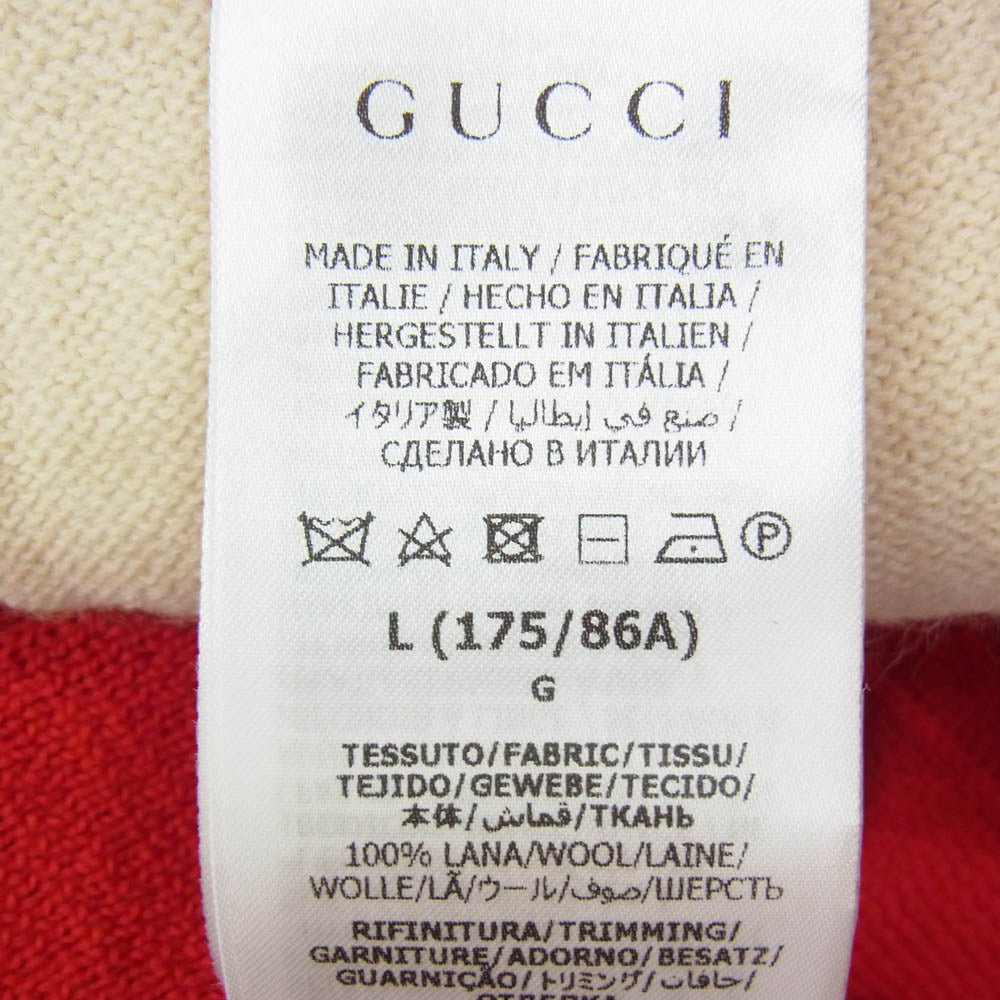 GUCCI
MADE IN ITALY / FABRIQUÉ EN
ITALIE / HECHO EN ITALIA /
HERGESTELLT IN ITALIEN /
FABRICADO EM ITÁLIA /
イタリア製 / صنع في إيطاليا /
СДЕЛАНО В ИТАЛИИ
P
L (175/86A)
G
TESSUTO/FABRIC/TISSU/
TEJIDO/GEWEBE/TECIDO/
本体/قماش/ТКАНЬ
100% LANA/WOOL/LAINE/
WOLLE/LÃ/ウール/صوف/ШЕРСТЬ
RIFINITURA/TRIMMING/
GARNITURE/ADORNO/BESATZ/
GUARNIÇÃO/トリミング/حافات/